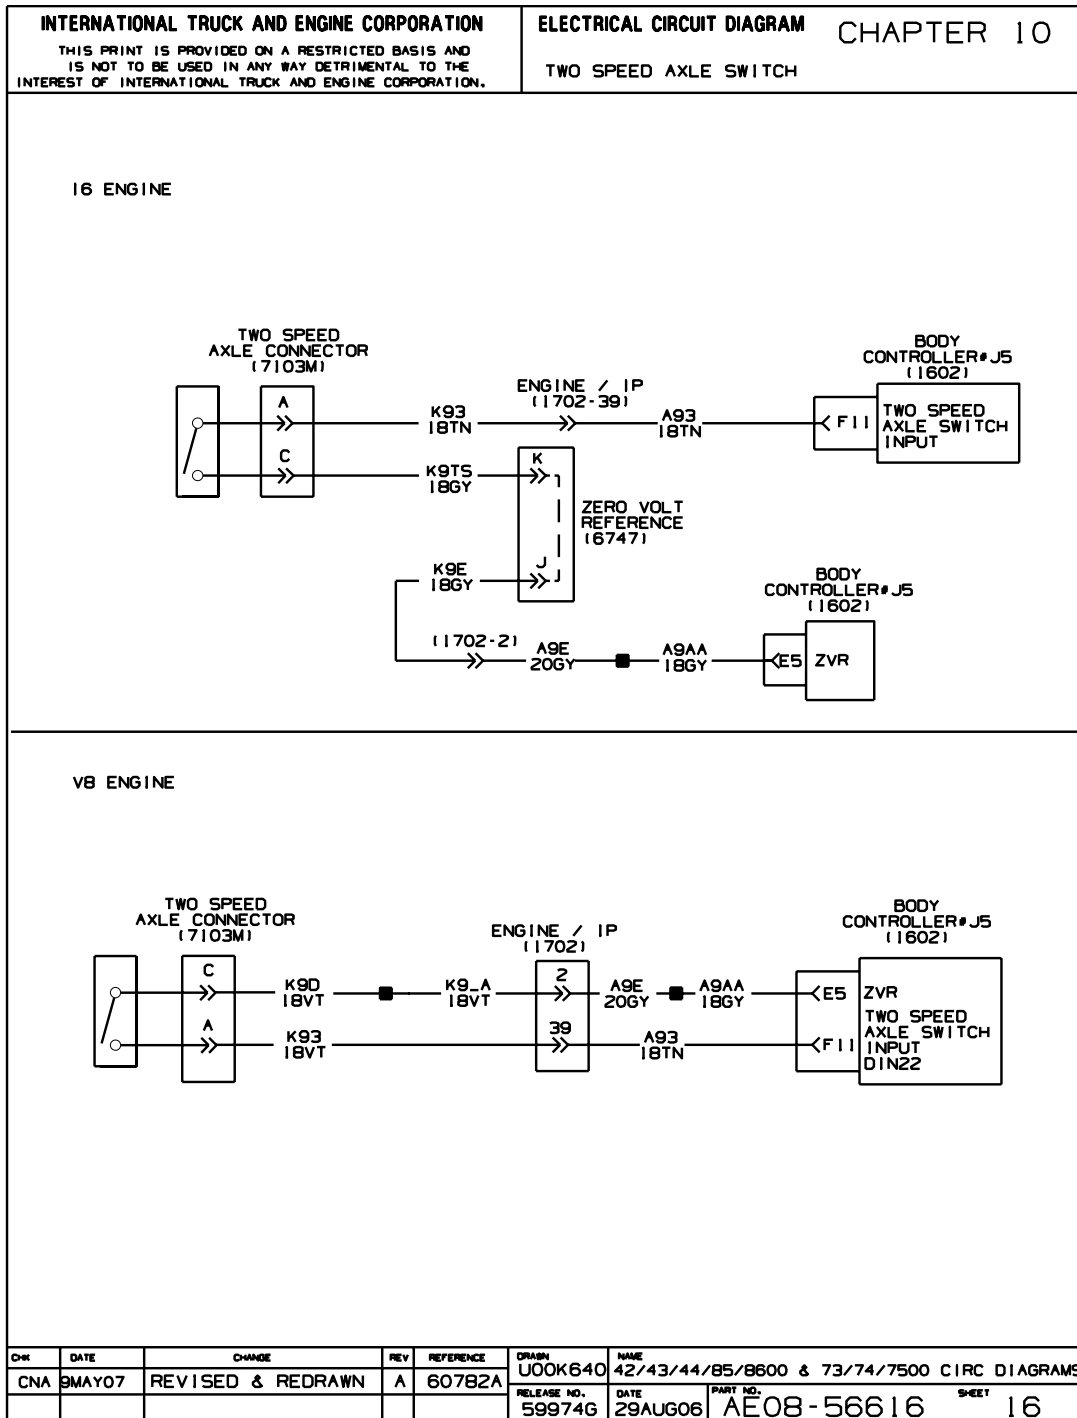 INTERNATIONAL TRUCK AND ENGINE CORPORATION
THIS PRINT IS PROVIDED ON A RESTRICTED BASIS AND
IS NOT TO BE USED IN ANY WAY DETRIMENTAL TO THE
INTEREST OF INTERNATIONAL TRUCK AND ENGINE CORPORATION.
ELECTRICAL CIRCUIT DIAGRAM
CHAPTER 10
TWO SPEED AXLE SWITCH
I6 ENGINE
TWO SPEED
AXLE CONNECTOR
(7103M)
A
C
K93
18TN
ENGINE / IP
(1702-39)
A93
18TN
BODY
CONTROLLER#J5
(1602)
F11
TWO SPEED
AXLE SWITCH
INPUT
K9TS
18GY
K
J
ZERO VOLT
REFERENCE
(6747)
K9E
18GY
(1702-2)
A9E
20GY
A9AA
18GY
BODY
CONTROLLER#J5
(1602)
E5
ZVR
V8 ENGINE
TWO SPEED
AXLE CONNECTOR
(7103M)
C
A
K9D
18VT
K9_A
18VT
K93
18VT
ENGINE / IP
(1702)
2
39
A9E
20GY
A9AA
18GY
A93
18TN
BODY
CONTROLLER#J5
(1602)
E5
F11
ZVR
TWO SPEED
AXLE SWITCH
INPUT
DIN22
CHK DATE CHANGE REV REFERENCE
CNA 9MAY07 REVISED & REDRAWN A 60782A
DRAWN
U00K640
NAME
42/43/44/85/8600 & 73/74/7500 CIRC DIAGRAMS
RELEASE NO.
59974G
DATE
29AUG06
PART NO.
AE08-56616
SHEET
16